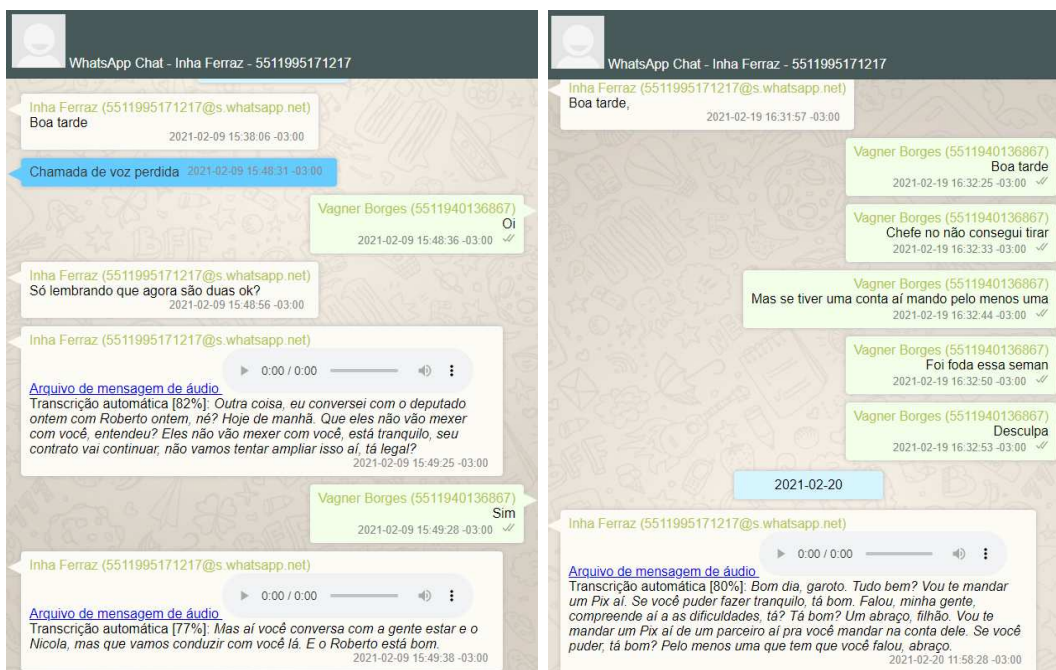 WhatsApp Chat - Inha Ferraz - 5511995171217
Inha Ferraz (5511995171217@s.whatsapp.net)
Boa tarde
2021-02-09 15:38:06 -03:00
Chamada de voz perdida 2021-02-09 15:48:31 -03:00
Vagner Borges (5511940136867)
Oi
2021-02-09 15:48:36 -03:00
Inha Ferraz (5511995171217@s.whatsapp.net)
Só lembrando que agora são duas ok?
2021-02-09 15:48:56 -03:00
Inha Ferraz (5511995171217@s.whatsapp.net)
0:00 / 0:00
Arquivo de mensagem de áudio
Transcrição automática [82%]: Outra coisa, eu conversei com o deputado
ontem com Roberto ontem, né? Hoje de manhã. Que eles não vão mexer
com você, entendeu? Eles não vão mexer com você, está tranquilo, seu
contrato vai continuar, não vamos tentar ampliar isso aí, tá legal?
2021-02-09 15:49:25 -03:00
Vagner Borges (5511940136867)
Sim
2021-02-09 15:49:28 -03:00
Inha Ferraz (5511995171217@s.whatsapp.net)
0:00 / 0:00
Arquivo de mensagem de áudio
Transcrição automática [77%]: Mas aí você conversa com a gente estar e o
Nicola, mas que vamos conduzir com você lá. E o Roberto está bom.
2021-02-09 15:49:38 -03:00
WhatsApp Chat - Inha Ferraz - 5511995171217
Inha Ferraz (5511995171217@s.whatsapp.net)
Boa tarde,
2021-02-19 16:31:57 -03:00
Vagner Borges (5511940136867)
Boa tarde
2021-02-19 16:32:25 -03:00
Vagner Borges (5511940136867)
Chefe no não consegui tirar
2021-02-19 16:32:33 -03:00
Vagner Borges (5511940136867)
Mas se tiver uma conta aí mando pelo menos uma
2021-02-19 16:32:44 -03:00
Vagner Borges (5511940136867)
Foi foda essa seman
2021-02-19 16:32:50 -03:00
Vagner Borges (5511940136867)
Desculpa
2021-02-19 16:32:53 -03:00
2021-02-20
Inha Ferraz (5511995171217@s.whatsapp.net)
0:00 / 0:00
Arquivo de mensagem de áudio
Transcrição automática [80%]: Bom dia, garoto. Tudo bem? Vou te mandar
um Pix aí. Se você puder fazer tranquilo, tá bom. Falou, minha gente,
compreende aí a as dificuldades, tá? Tá bom? Um abraço, filhão. Vou te
mandar um Pix aí de um parceiro aí pra você mandar na conta dele. Se você
puder, tá bom? Pelo menos uma que tem que você falou, abraço.
2021-02-20 11:58:28 -03:00